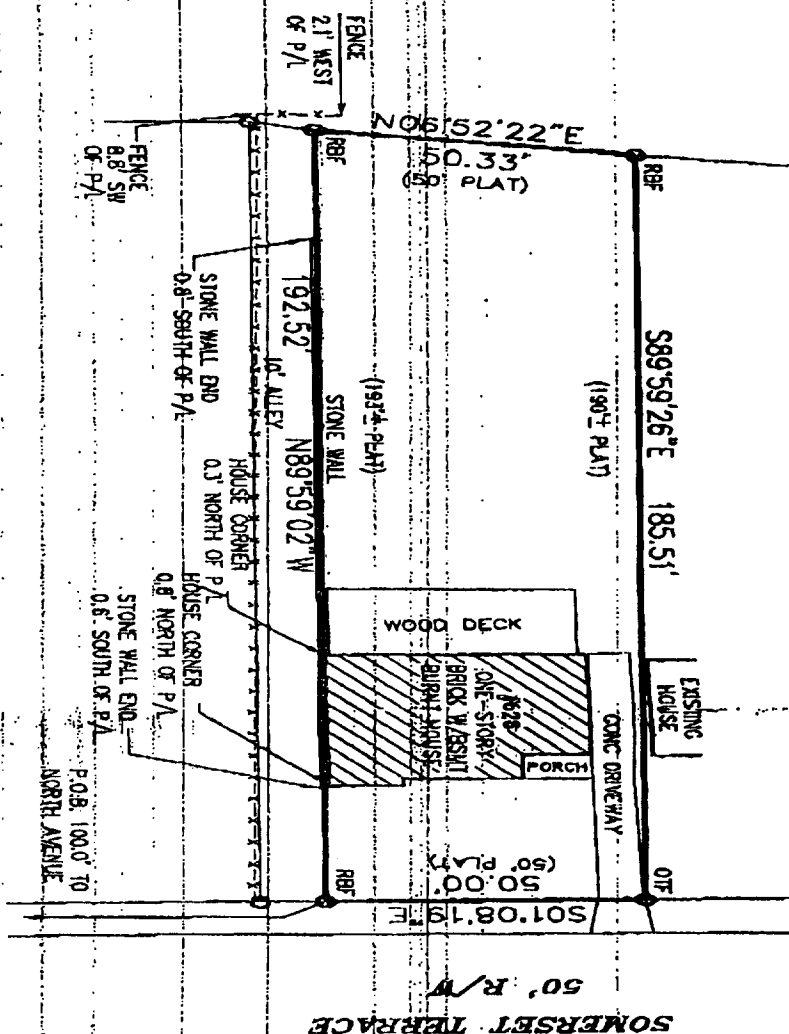 FENCE
2.1' WEST
OF P/L
N06°52'22"E
50.33'
(50' PLAT)
RBF
RBF
FENCE
8.8' SW
OF P/L
STONE WALL END
0.8' SOUTH OF P/L
192.52' N89°59'02"W
10' ALLEY
STONE WALL
(193'± PLAT)
S89°59'26"E 185.51'
(190'± PLAT)
HOUSE CORNER
0.3' NORTH OF P/L
HOUSE CORNER
0.8' NORTH OF P/L
STONE WALL END
0.6' SOUTH OF P/L
WOOD DECK
ONE-STORY
BRICK W/BSMT
BURNT HOUSE
PORCH
CONC DRIVEWAY
EXISTING
HOUSE
P.O.B. 100.0' TO
NORTH AVENUE
RBF
OTF
(50' PLAT)
50.00'
S01°08'19"E
50' R/W
SOMERSET TERRACE